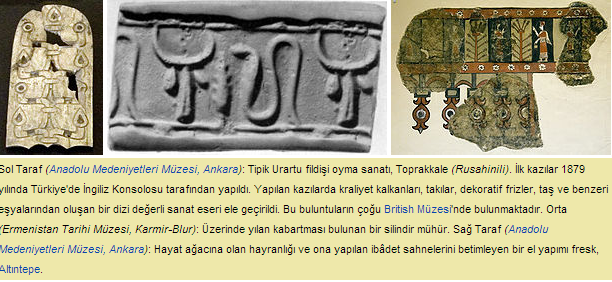 Sol Taraf (Anadolu Medeniyetleri Müzesi, Ankara): Tipik Urartu fildişi oyma sanatı, Toprakkale (Rusahinili). İlk kazılar 1879
yılında Türkiye'de İngiliz Konsolosu tarafından yapıldı. Yapılan kazılarda kraliyet kalkanları, takılar, dekoratif frizler, taş ve benzeri
eşyalarından oluşan bir dizi değerli sanat eseri ele geçirildi. Bu buluntuların çoğu British Müzesi'nde bulunmaktadır. Orta
(Ermenistan Tarihi Müzesi, Karmir-Blur): Üzerinde yılan kabartması bulunan bir silindir mühür. Sağ Taraf (Anadolu
Medeniyetleri Müzesi, Ankara): Hayat ağacına olan hayranlığı ve ona yapılan ibâdet sahnelerini betimleyen bir el yapımı fresk,
Altıntepe.